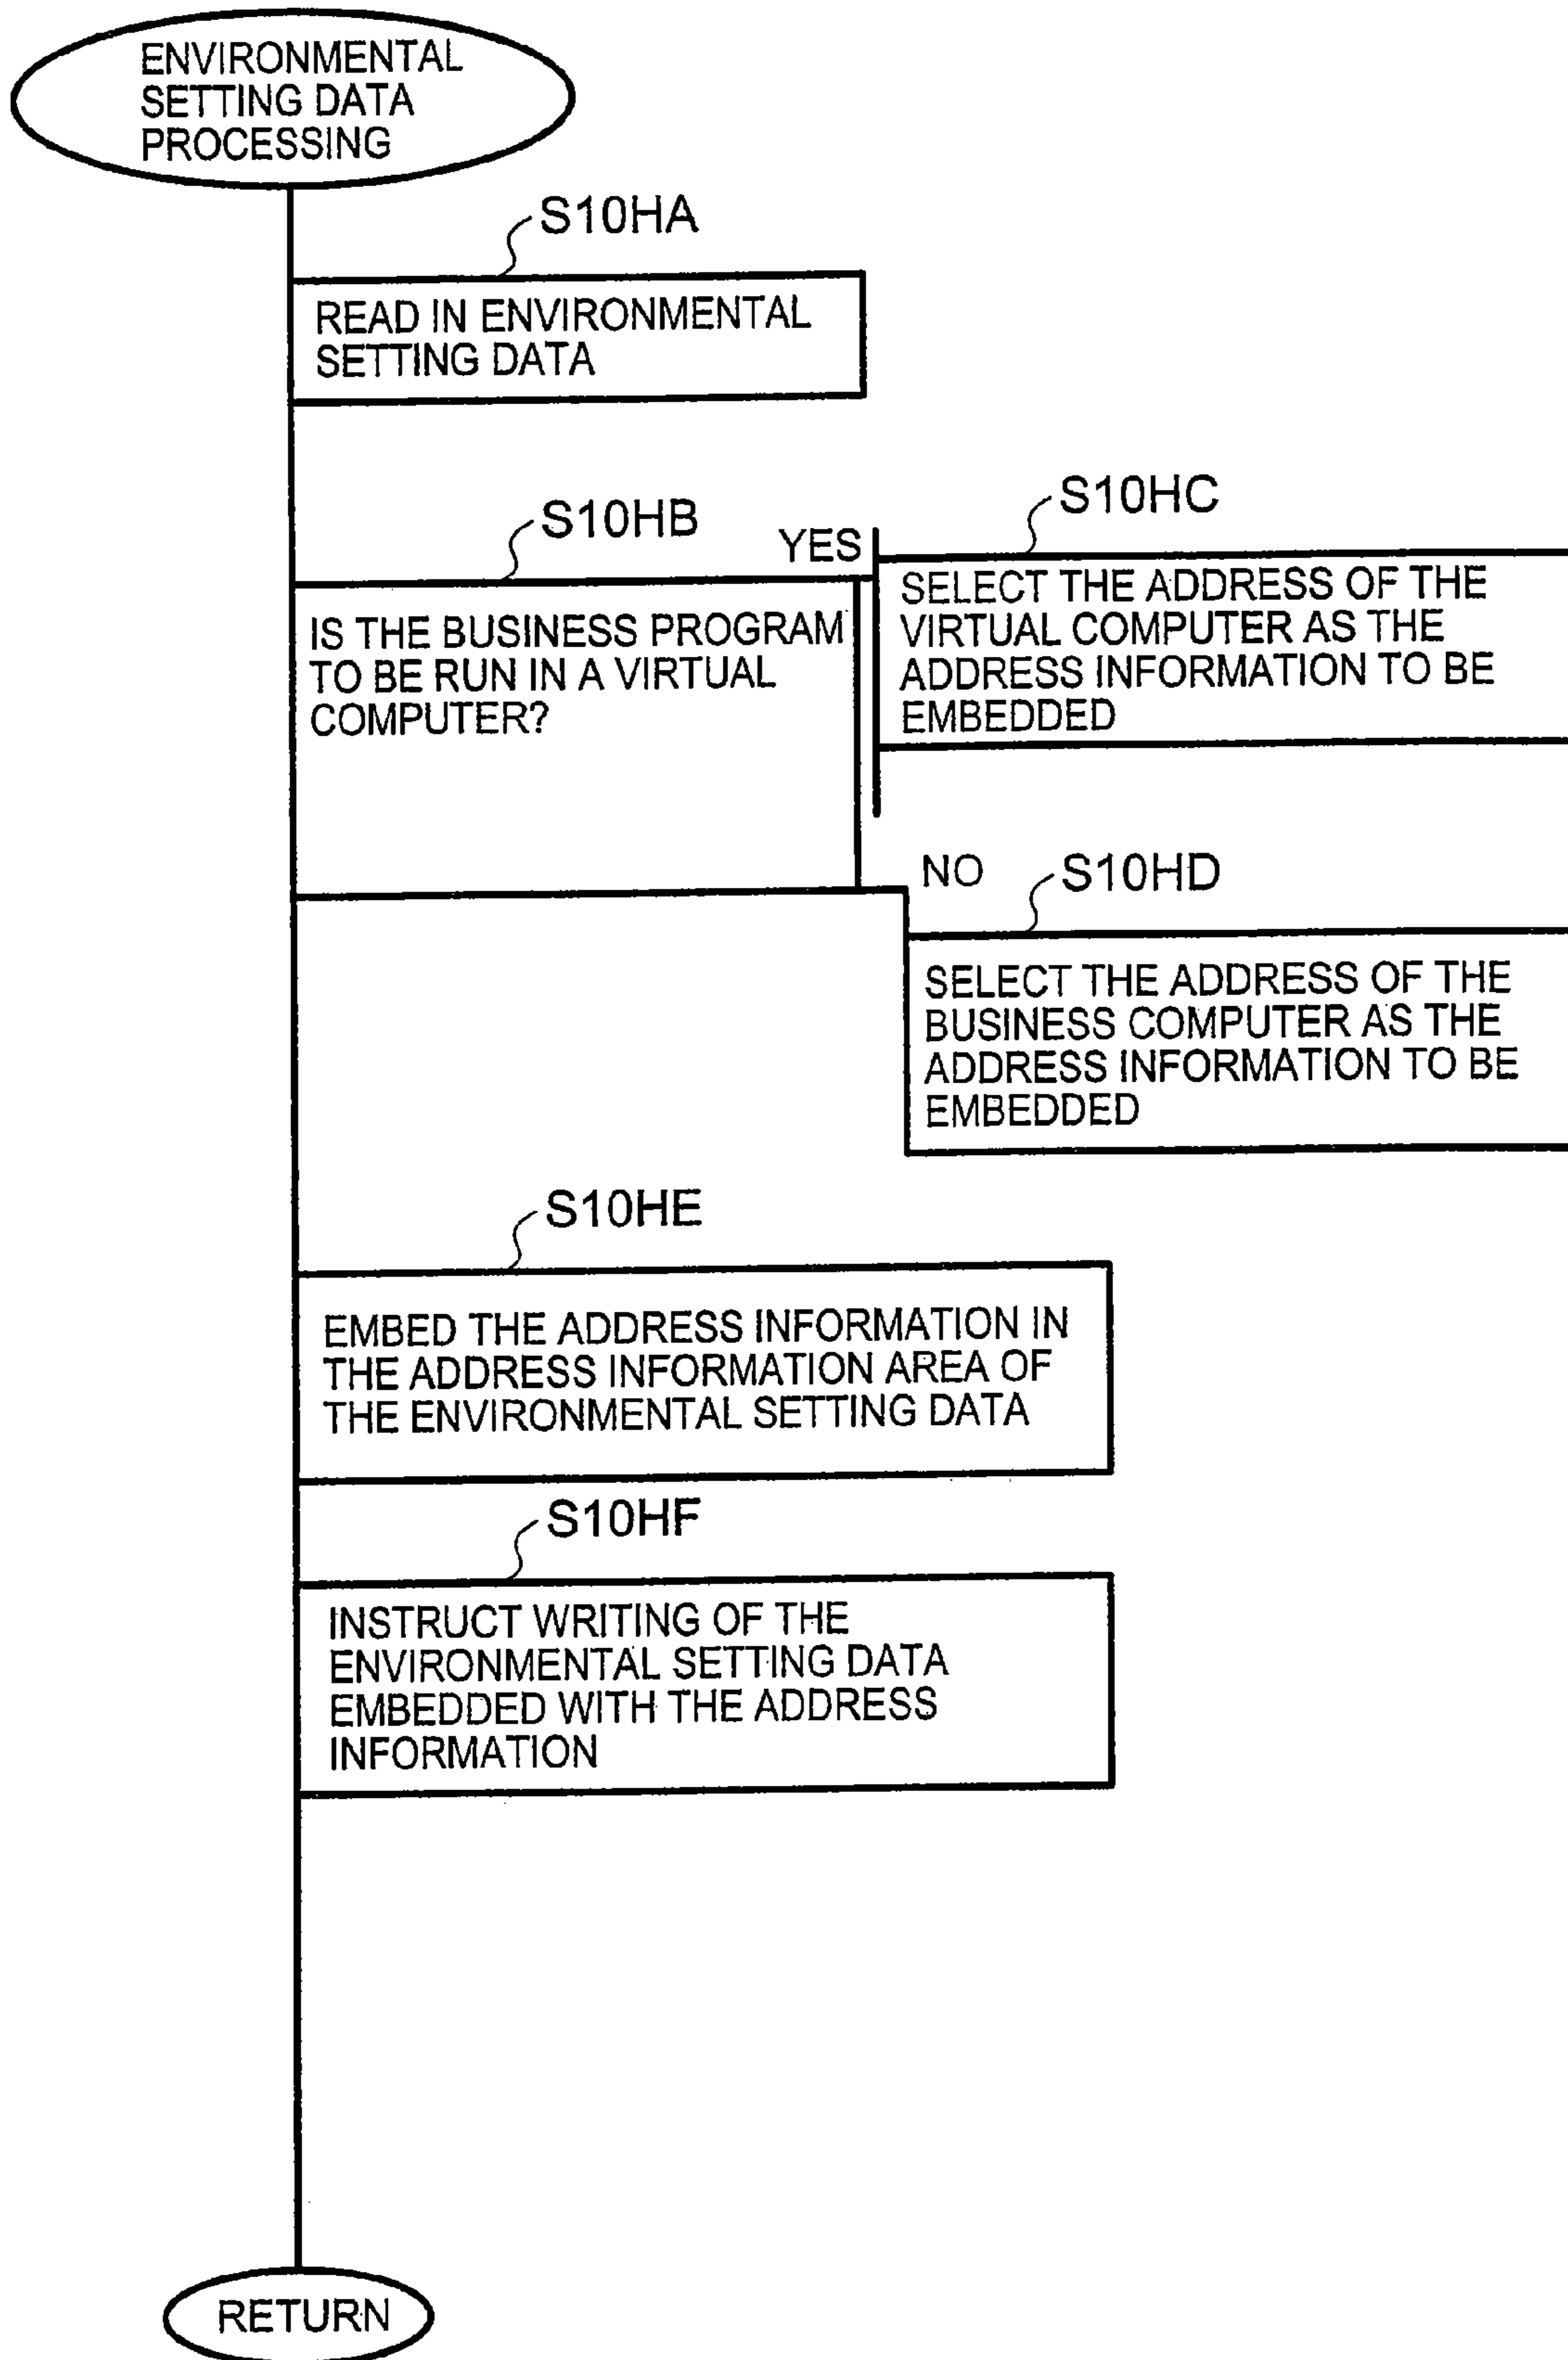 ENVIRONMENTAL
SETTING DATA
PROCESSING
S10HA
READ IN ENVIRONMENTAL
SETTING DATA
S10HB
IS THE BUSINESS PROGRAM
TO BE RUN IN A VIRTUAL
COMPUTER?
YES
S10HC
SELECT THE ADDRESS OF THE
VIRTUAL COMPUTER AS THE
ADDRESS INFORMATION TO BE
EMBEDDED
NO
S10HD
SELECT THE ADDRESS OF THE
BUSINESS COMPUTER AS THE
ADDRESS INFORMATION TO BE
EMBEDDED
S10HE
EMBED THE ADDRESS INFORMATION IN
THE ADDRESS INFORMATION AREA OF
THE ENVIRONMENTAL SETTING DATA
S10HF
INSTRUCT WRITING OF THE
ENVIRONMENTAL SETTING DATA
EMBEDDED WITH THE ADDRESS
INFORMATION
RETURN